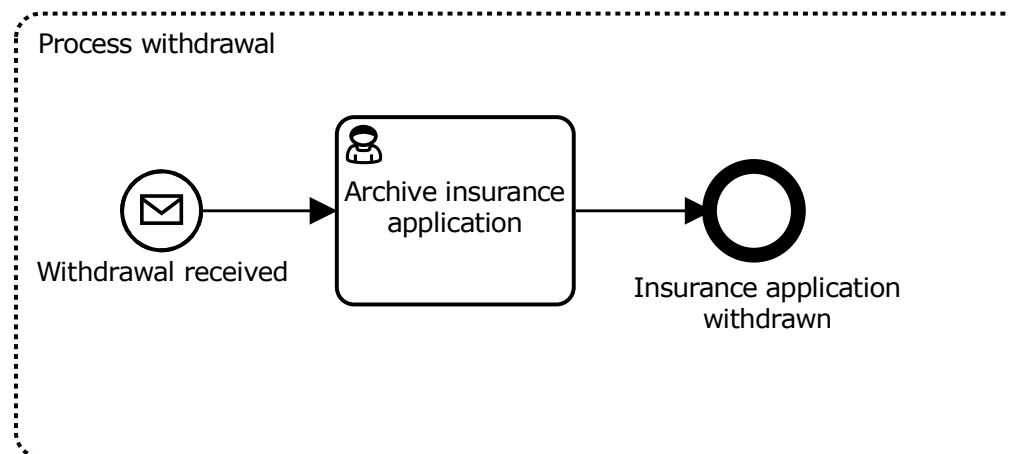 Process withdrawal
Archive insurance
application
Withdrawal received
Insurance application
withdrawn